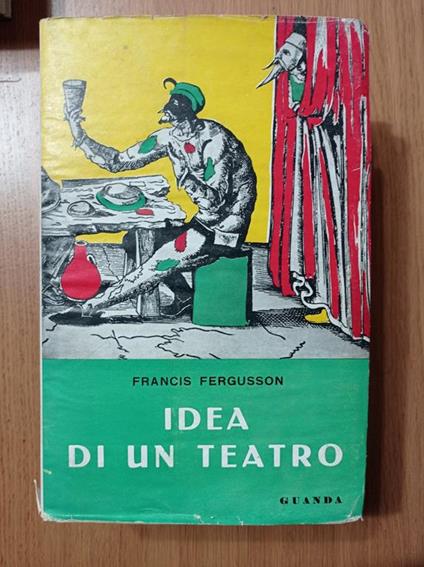 FRANCIS FERGUSSON
IDEA
DI UN TEATRO
GUANDA